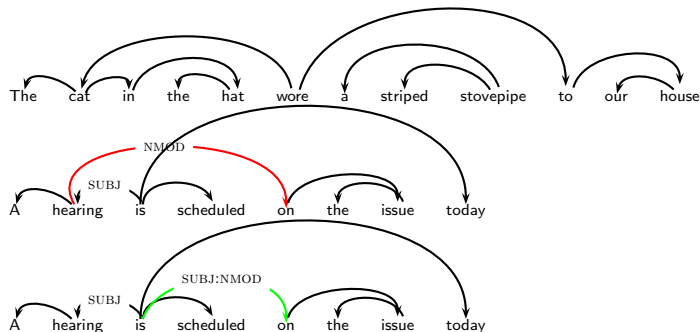 The cat in the hat wore a striped stovepipe to our house
NMOD
SUBJ
A hearing is scheduled on the issue today
SUBJ:NMOD
SUBJ
A hearing is scheduled on the issue today